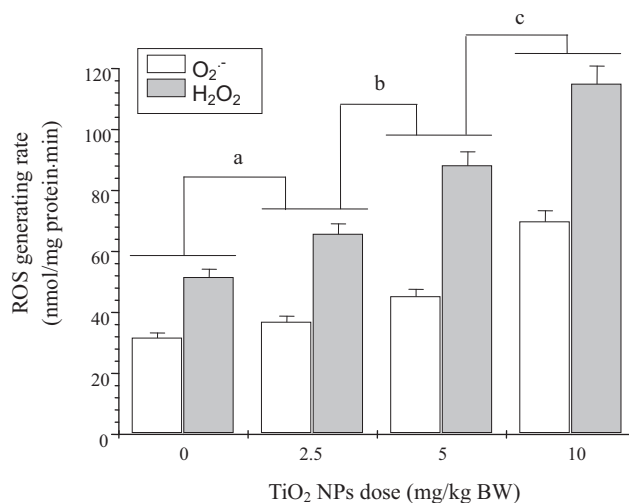 c
b
a
O₂·⁻
H₂O₂
120
100
80
60
40
20
0
ROS generating rate
(nmol/mg protein·min)
0 2.5 5 10
TiO₂ NPs dose (mg/kg BW)